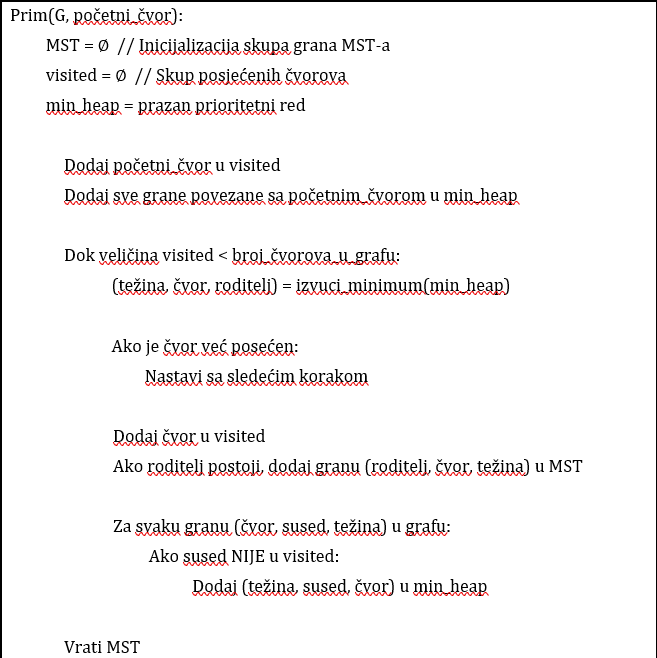 Prim(G, početni_čvor):
MST = Ø // Inicijalizacija skupa grana MST-a
visited = Ø // Skup posjećenih čvorova
min_heap = prazan prioritetni red
Dodaj početni_čvor u visited
Dodaj sve grane povezane sa početnim_čvorom u min_heap
Dok veličina visited < broj_čvorova_u_grafu:
(težina, čvor, roditelj) = izvuci_minimum(min_heap)
Ako je čvor već posećen:
Nastavi sa sledećim korakom
Dodaj čvor u visited
Ako roditelj postoji, dodaj granu (roditelj, čvor, težina) u MST
Za svaku granu (čvor, sused, težina) u grafu:
Ako sused NIJE u visited:
Dodaj (težina, sused, čvor) u min_heap
Vrati MST